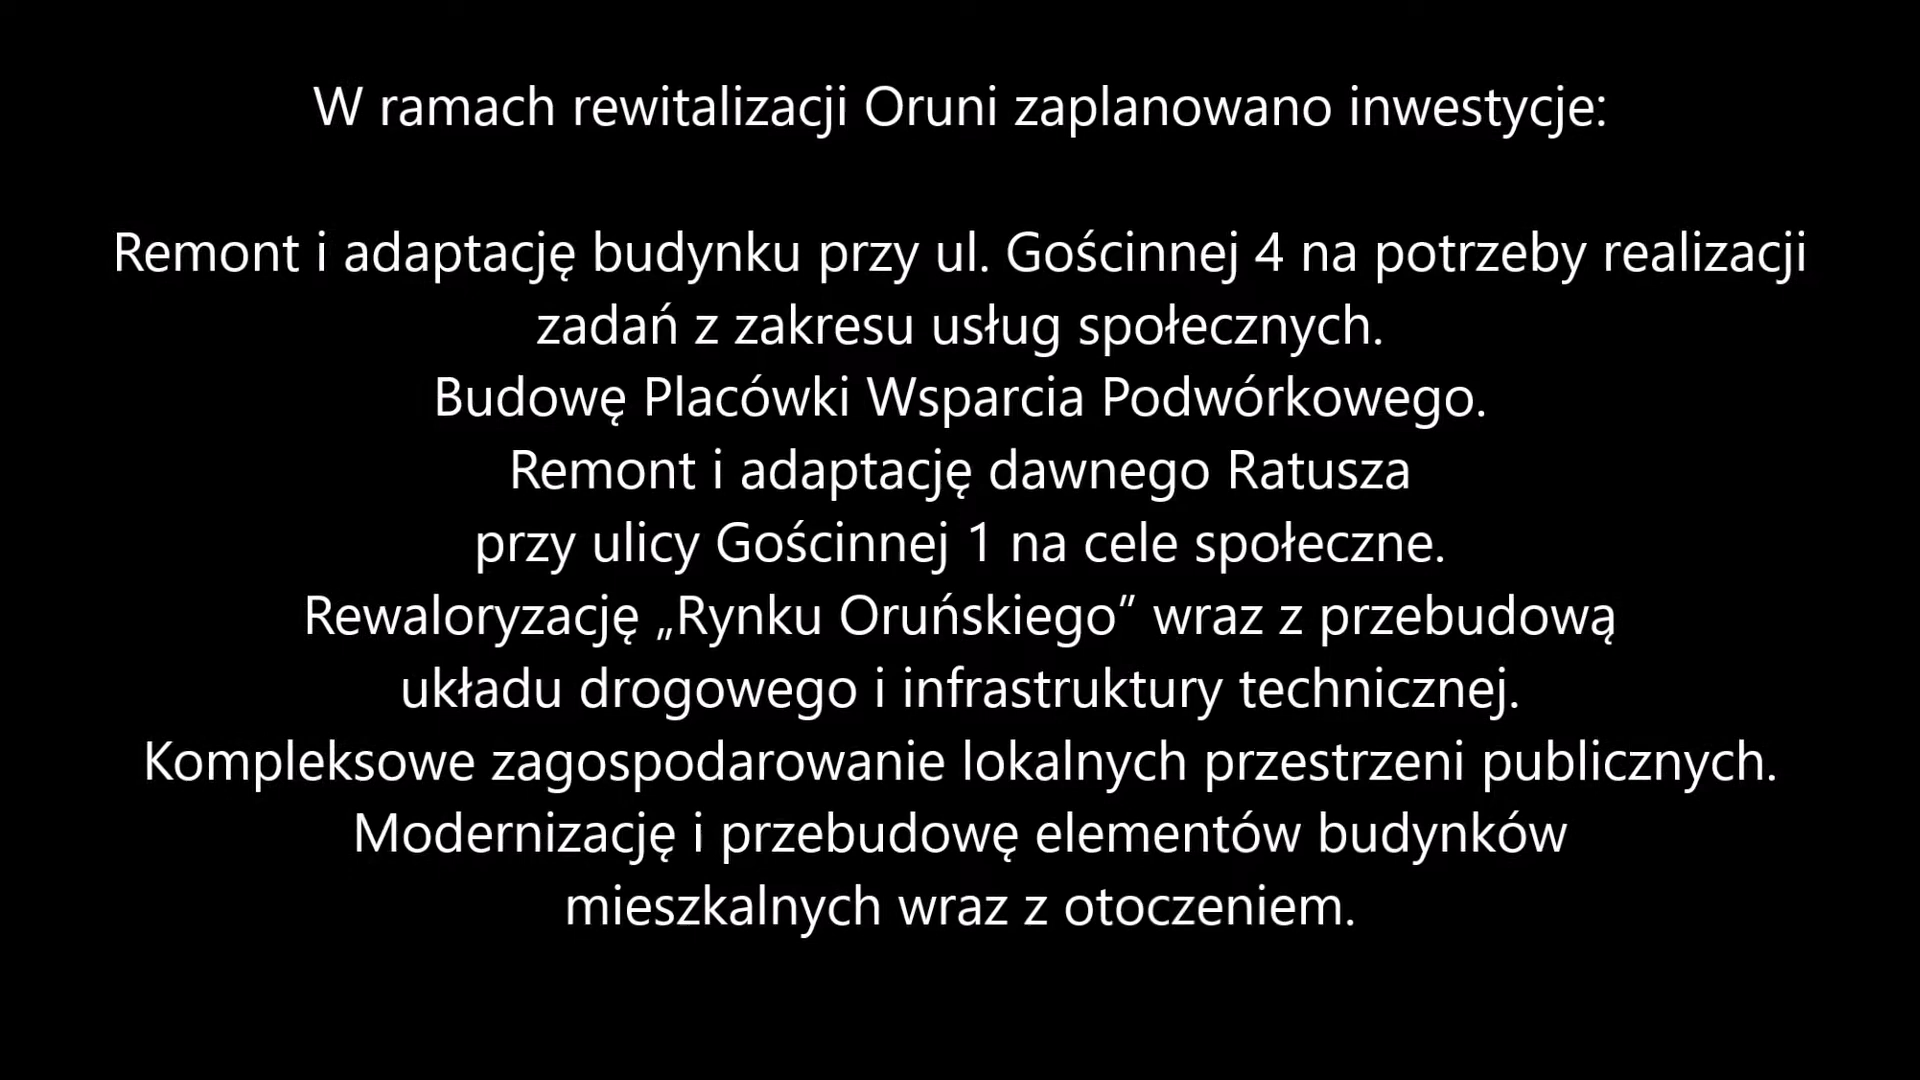 W ramach rewitalizacji Oruni zaplanowano inwestycje:
Remont i adaptację budynku przy ul. Gościnnej 4 na potrzeby realizacji
zadań z zakresu usług społecznych.
Budowę Placówki Wsparcia Podwórkowego.
Remont i adaptację dawnego Ratusza
przy ulicy Gościnnej 1 na cele społeczne.
Rewaloryzację „Rynku Oruńskiego” wraz z przebudową
układu drogowego i infrastruktury technicznej.
Kompleksowe zagospodarowanie lokalnych przestrzeni publicznych.
Modernizację i przebudowę elementów budynków
mieszkalnych wraz z otoczeniem.